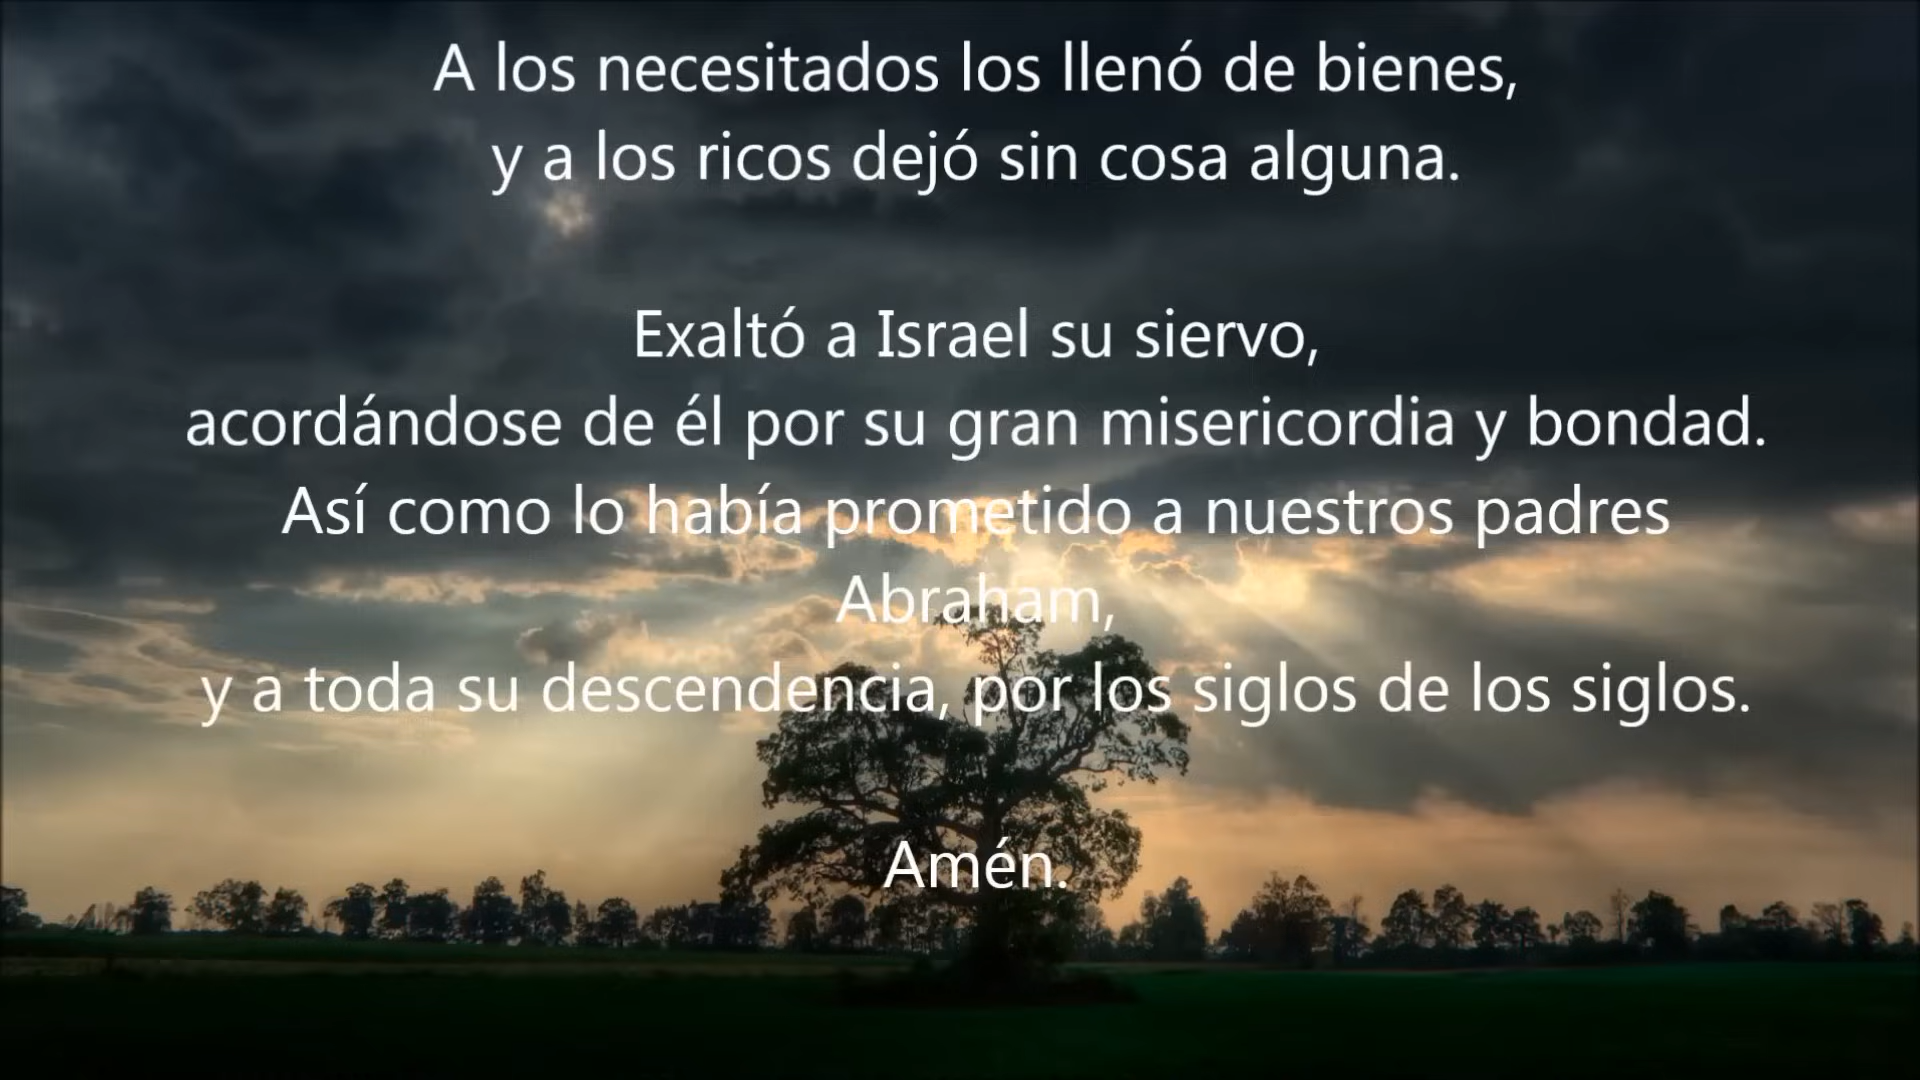 A los necesitados los llenó de bienes,
y a los ricos dejó sin cosa alguna.
Exaltó a Israel su siervo,
acordándose de él por su gran misericordia y bondad.
Así como lo había prometido a nuestros padres
Abraham,
y a toda su descendencia, por los siglos de los siglos.
Amén.